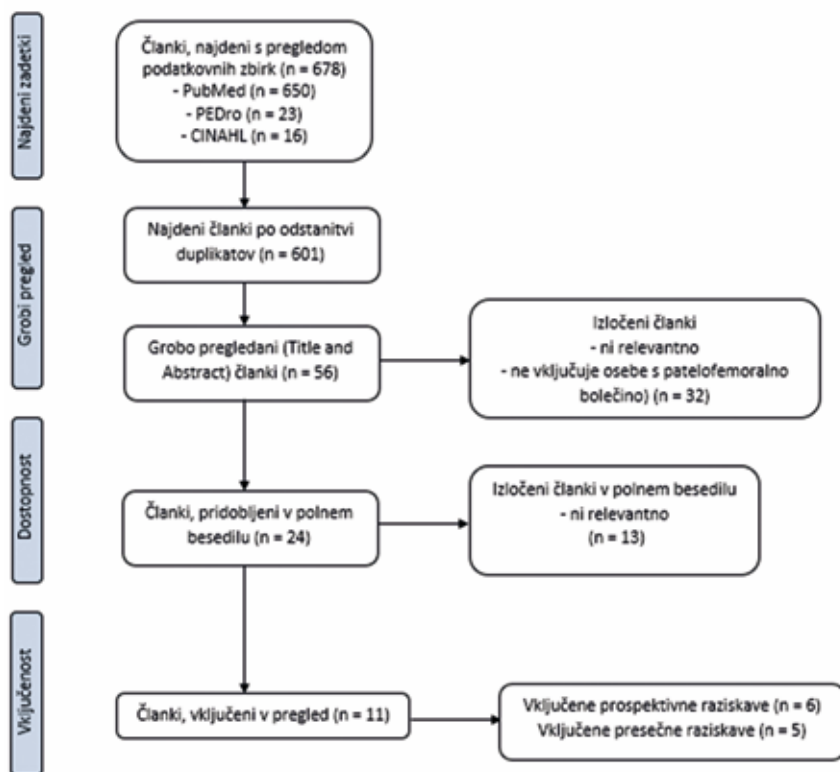 Najdeni zadetki
Članki, najdeni s pregledom
podatkovnih zbirk (n = 678)
- PubMed (n = 650)
- PEDro (n = 23)
- CINAHL (n = 16)
Grobi pregled
Najdeni članki po odstanitvi
duplikatov (n = 601)
Grobo pregledani (Title and
Abstract) članki (n = 56)
Izločeni članki
- ni relevantno
- ne vključuje osebe s patelofemoralno
bolečino) (n = 32)
Dostopnost
Članki, pridobljeni v polnem
besedilu (n = 24)
Izločeni članki v polnem besedilu
- ni relevantno
(n = 13)
Vključenost
Članki, vključeni v pregled (n = 11)
Vključene prospektivne raziskave (n = 6)
Vključene presečne raziskave (n = 5)